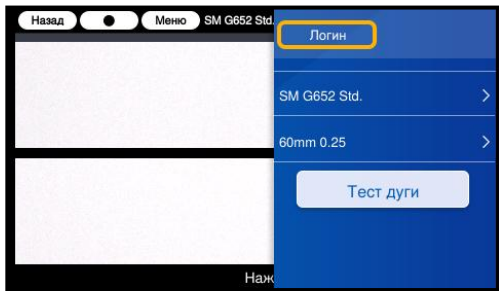 Назад Меню SM G652 Std.
Логин
SM G652 Std.
60mm 0.25
Тест дуги
Наж